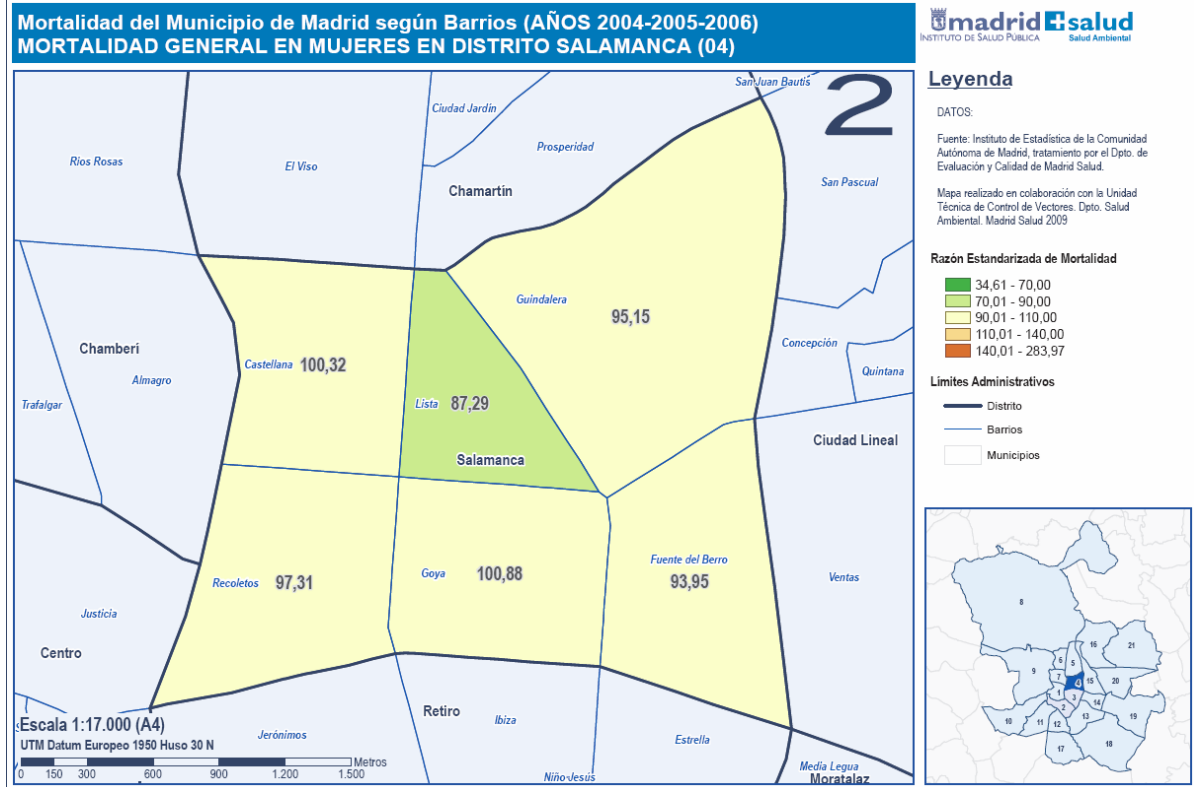 Mortalidad del Municipio de Madrid según Barrios (AÑOS 2004-2005-2006)
MORTALIDAD GENERAL EN MUJERES EN DISTRITO SALAMANCA (04)
madrid salud
INSTITUTO DE SALUD PÚBLICA
Salud Ambiental
2
San Juan Bautis
Ciudad Jardín
Prosperidad
Rios Rosas
El Viso
San Pascual
Chamartín
Guindalera
95,15
Chamberí
Almagro
Castellana 100,32
Concepción
Quintana
Trafalgar
Lista 87,29
Ciudad Lineal
Salamanca
Recoletos 97,31
Goya 100,88
Fuente del Berro
93,95
Ventas
Justicia
Centro
Retiro
Ibiza
Jerónimos
Estrella
Niño Jesús
Media Legua
Moratalaz
Escala 1:17.000 (A4)
UTM Datum Europeo 1950 Huso 30 N
Metros
0 150 300 600 900 1.200 1.500
Leyenda
DATOS:
Fuente: Instituto de Estadística de la Comunidad
Autónoma de Madrid, tratamiento por el Dpto. de
Evaluación y Calidad de Madrid Salud.
Mapa realizado en colaboración con la Unidad
Técnica de Control de Vectores. Dpto. Salud
Ambiental. Madrid Salud 2009
Razón Estandarizada de Mortalidad
34,61 - 70,00
70,01 - 90,00
90,01 - 110,00
110,01 - 140,00
140,01 - 283,97
Límites Administrativos
Distrito
Barrios
Municipios
8
16
21
6
5
9
7
4
15
20
1
3
14
2
10
11
12
13
19
17
18